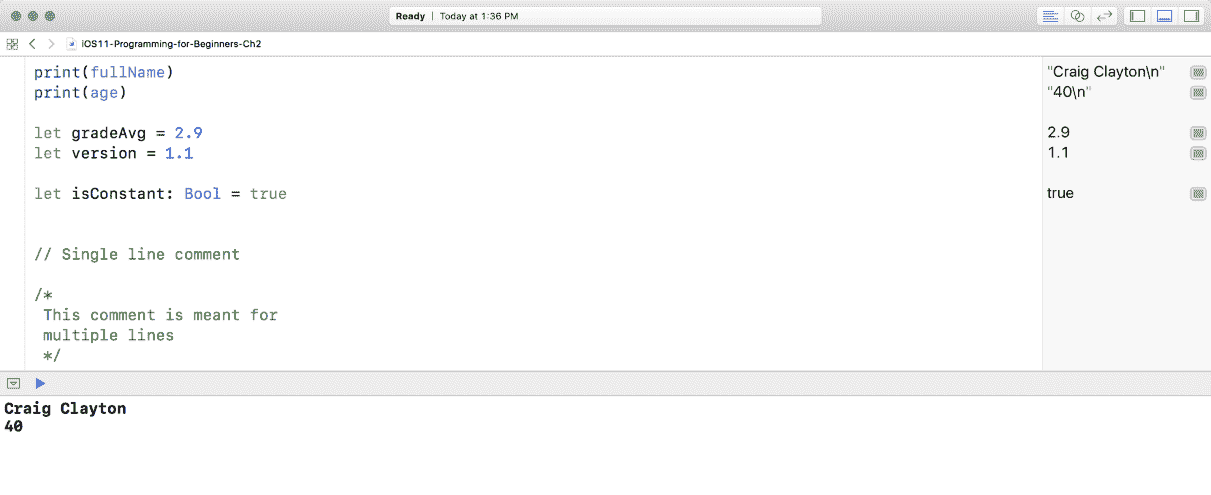 Ready | Today at 1:36 PM
iOS11-Programming-for-Beginners-Ch2
print(fullName)
"Craig Clayton\n"
print(age)
"40\n"
let gradeAvg = 2.9
2.9
let version = 1.1
1.1
let isConstant: Bool = true
true
// Single line comment
/*
This comment is meant for
multiple lines
*/
Craig Clayton
40